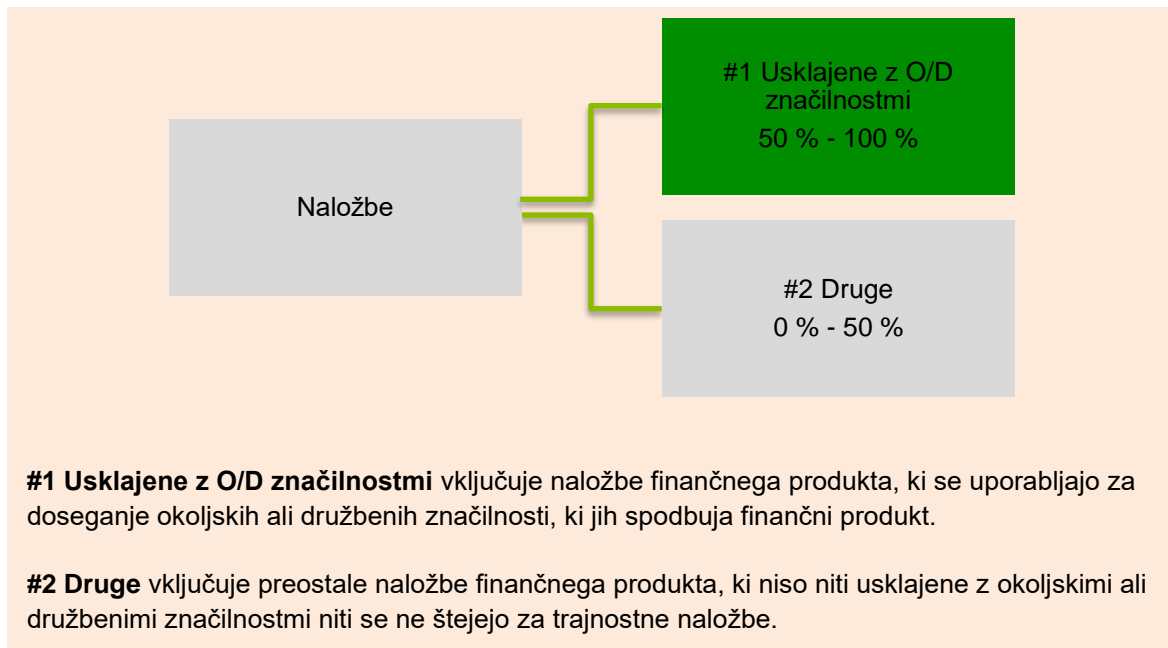 #1 Usklajene z O/D
značilnostmi
50 % - 100 %
Naložbe
#2 Druge
0 % - 50 %
#1 Usklajene z O/D značilnostmi vključuje naložbe finančnega produkta, ki se uporabljajo za
doseganje okoljskih ali družbenih značilnosti, ki jih spodbuja finančni produkt.
#2 Druge vključuje preostale naložbe finančnega produkta, ki niso niti usklajene z okoljskimi ali
družbenimi značilnostmi niti se ne štejejo za trajnostne naložbe.